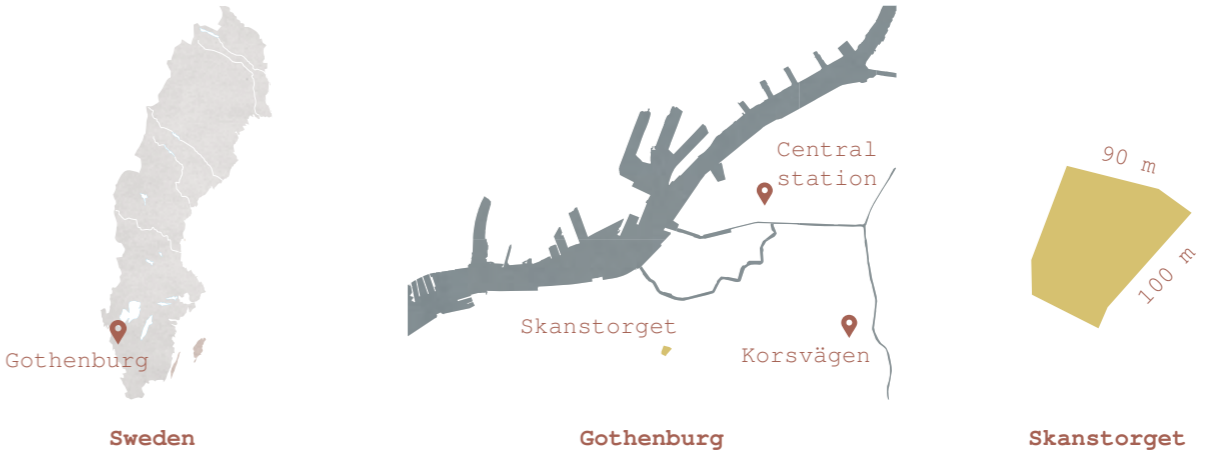 Gothenburg
Sweden
Central
station
Skanstorget
Korsvägen
Gothenburg
90 m
100 m
Skanstorget